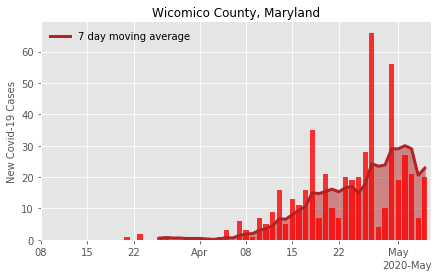 Wicomico County, Maryland
7 day moving average
New Covid-19 Cases
60
50
40
30
20
10
0
08 15 22 Apr 08 15 22 May
2020-May